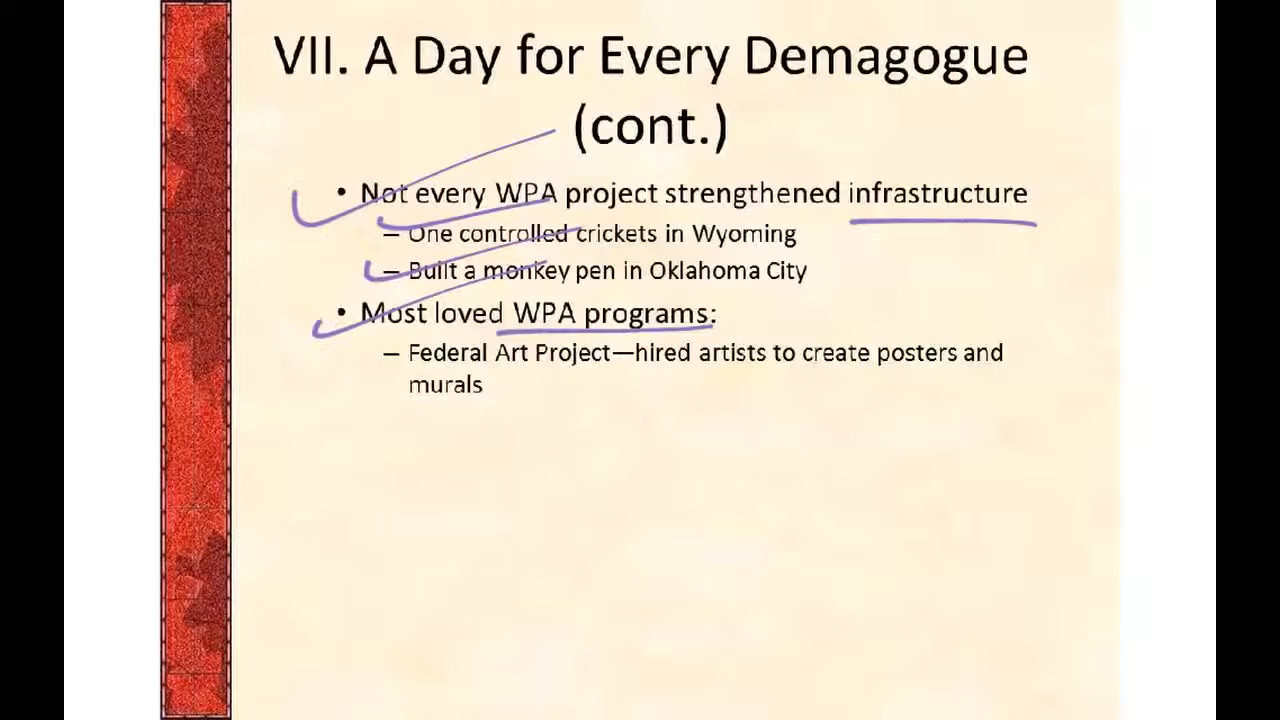 VII. A Day for Every Demagogue
(cont.)
• Not every WPA project strengthened infrastructure
– One controlled crickets in Wyoming
– Built a monkey pen in Oklahoma City
• Most loved WPA programs:
– Federal Art Project—hired artists to create posters and
murals